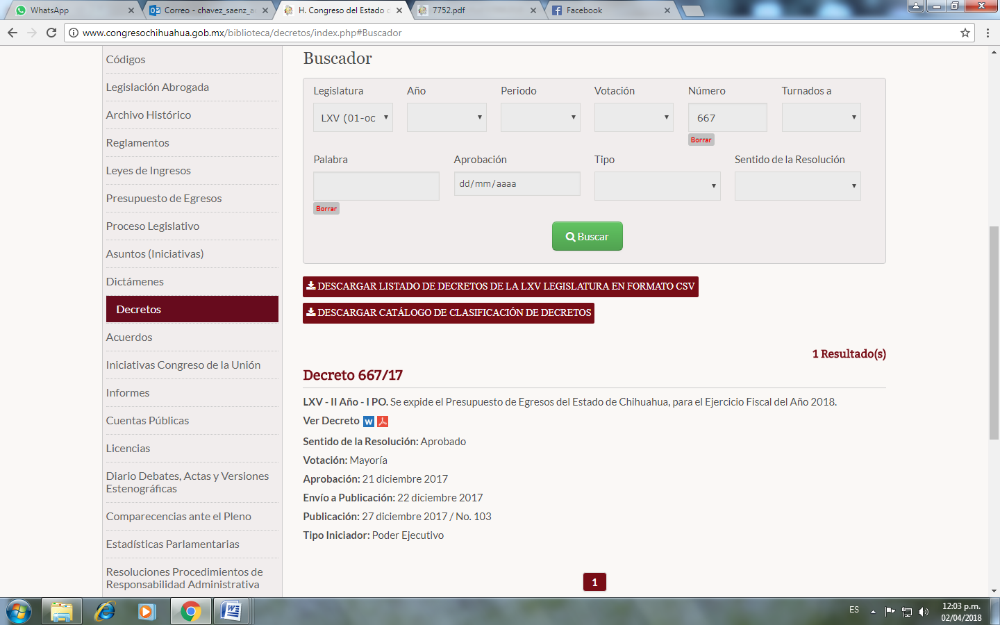 WhatsApp
Correo - chavez_saenz_a
H. Congreso del Estado
7752.pdf
Facebook
www.congresochihuahua.gob.mx/biblioteca/decretos/index.php#Buscador
Códigos
Legislación Abrogada
Archivo Histórico
Reglamentos
Leyes de Ingresos
Presupuesto de Egresos
Proceso Legislativo
Asuntos (Iniciativas)
Dictámenes
Decretos
Acuerdos
Iniciativas Congreso de la Unión
Informes
Cuentas Públicas
Licencias
Diario Debates, Actas y Versiones
Estenográficas
Comparecencias ante el Pleno
Estadísticas Parlamentarias
Resoluciones Procedimientos de
Responsabilidad Administrativa
Buscador
Legislatura Año Periodo Votación Número Turnados a
LXV (01-oc 667
Borrar
Palabra Aprobación Tipo Sentido de la Resolución
dd/mm/aaaa
Borrar
Buscar
DESCARGAR LISTADO DE DECRETOS DE LA LXV LEGISLATURA EN FORMATO CSV
DESCARGAR CATÁLOGO DE CLASIFICACIÓN DE DECRETOS
1 Resultado(s)
Decreto 667/17
LXV - II Año - I PO. Se expide el Presupuesto de Egresos del Estado de Chihuahua, para el Ejercicio Fiscal del Año 2018.
Ver Decreto
Sentido de la Resolución: Aprobado
Votación: Mayoría
Aprobación: 21 diciembre 2017
Envío a Publicación: 22 diciembre 2017
Publicación: 27 diciembre 2017 / No. 103
Tipo Iniciador: Poder Ejecutivo
1
ES
12:03 p.m.
02/04/2018